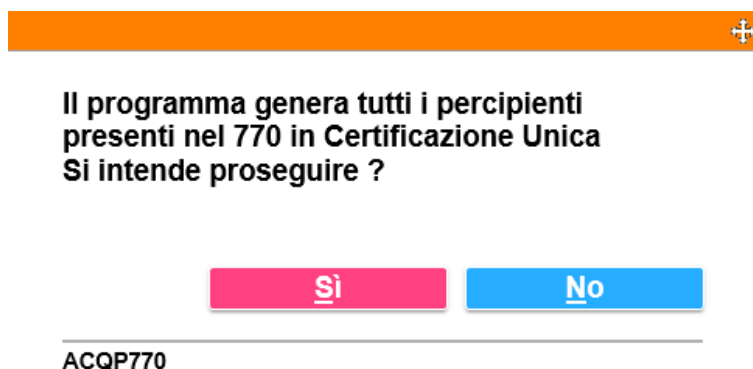 Il programma genera tutti i percipienti
presenti nel 770 in Certificazione Unica
Si intende proseguire ?
Sì
No
ACQP770